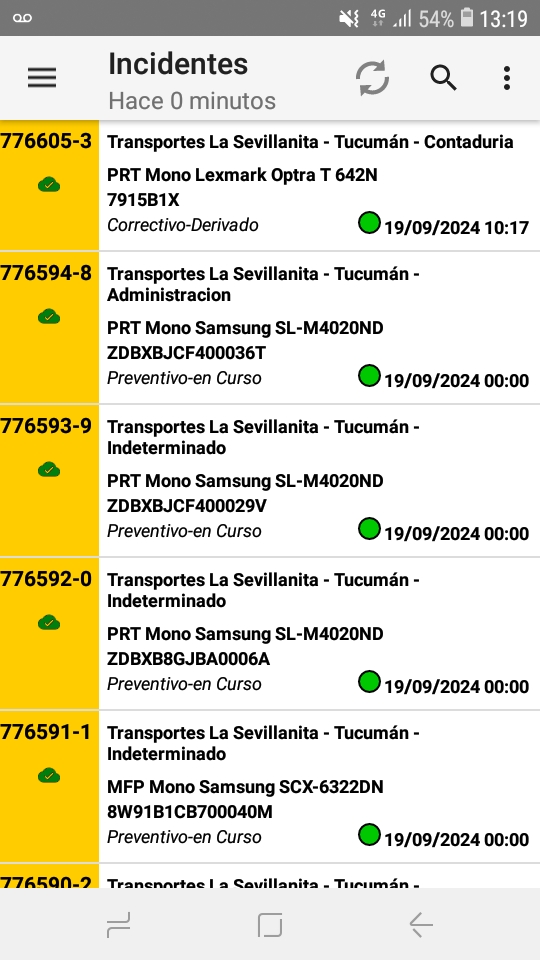 4G 54% 13:19
Incidentes
Hace 0 minutos
776605-3 Transportes La Sevillanita - Tucumán - Contaduria
PRT Mono Lexmark Optra T 642N
7915B1X
Correctivo-Derivado 19/09/2024 10:17
776594-8 Transportes La Sevillanita - Tucumán -
Administracion
PRT Mono Samsung SL-M4020ND
ZDBXBJCF400036T
Preventivo-en Curso 19/09/2024 00:00
776593-9 Transportes La Sevillanita - Tucumán -
Indeterminado
PRT Mono Samsung SL-M4020ND
ZDBXBJCF400029V
Preventivo-en Curso 19/09/2024 00:00
776592-0 Transportes La Sevillanita - Tucumán -
Indeterminado
PRT Mono Samsung SL-M4020ND
ZDBXB8GJBA0006A
Preventivo-en Curso 19/09/2024 00:00
776591-1 Transportes La Sevillanita - Tucumán -
Indeterminado
MFP Mono Samsung SCX-6322DN
8W91B1CB700040M
Preventivo-en Curso 19/09/2024 00:00
776590-2 Transportes La Sevillanita - Tucumán -